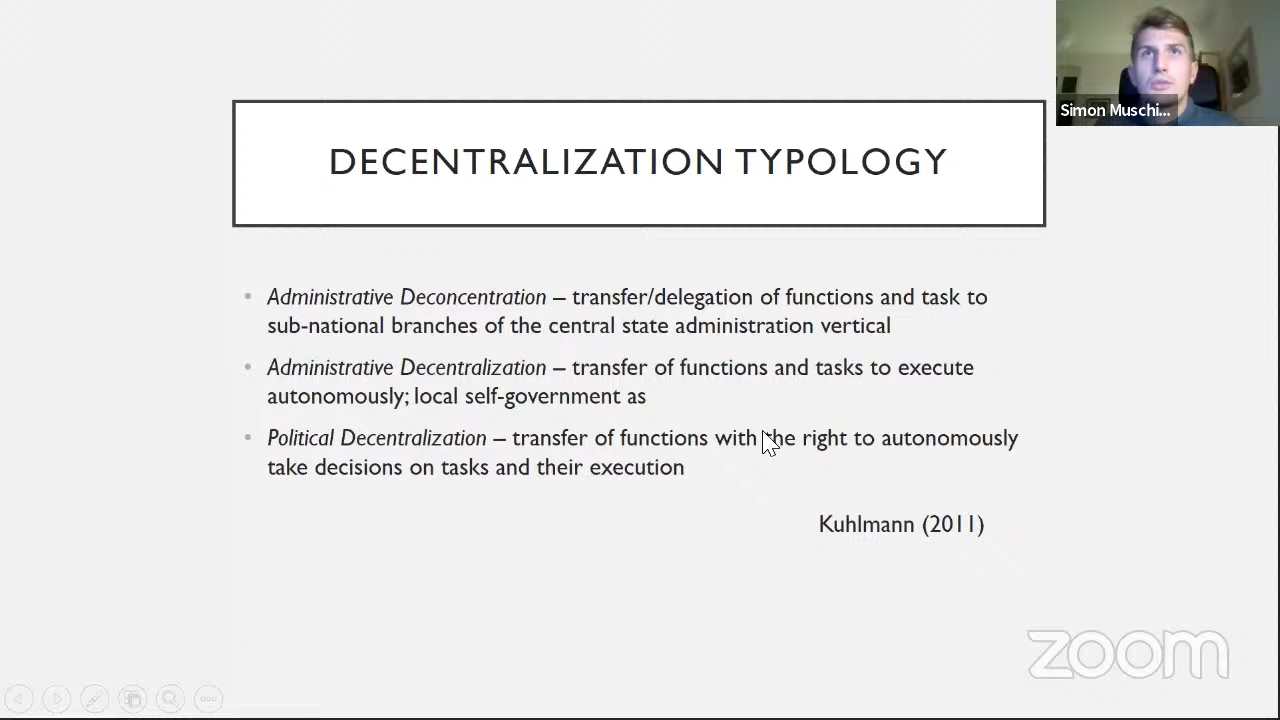 Simon Muschi...
DECENTRALIZATION TYPOLOGY
• Administrative Deconcentration – transfer/delegation of functions and task to
sub-national branches of the central state administration vertical
• Administrative Decentralization – transfer of functions and tasks to execute
autonomously; local self-government as
• Political Decentralization – transfer of functions with the right to autonomously
take decisions on tasks and their execution
Kuhlmann (2011)
zoom